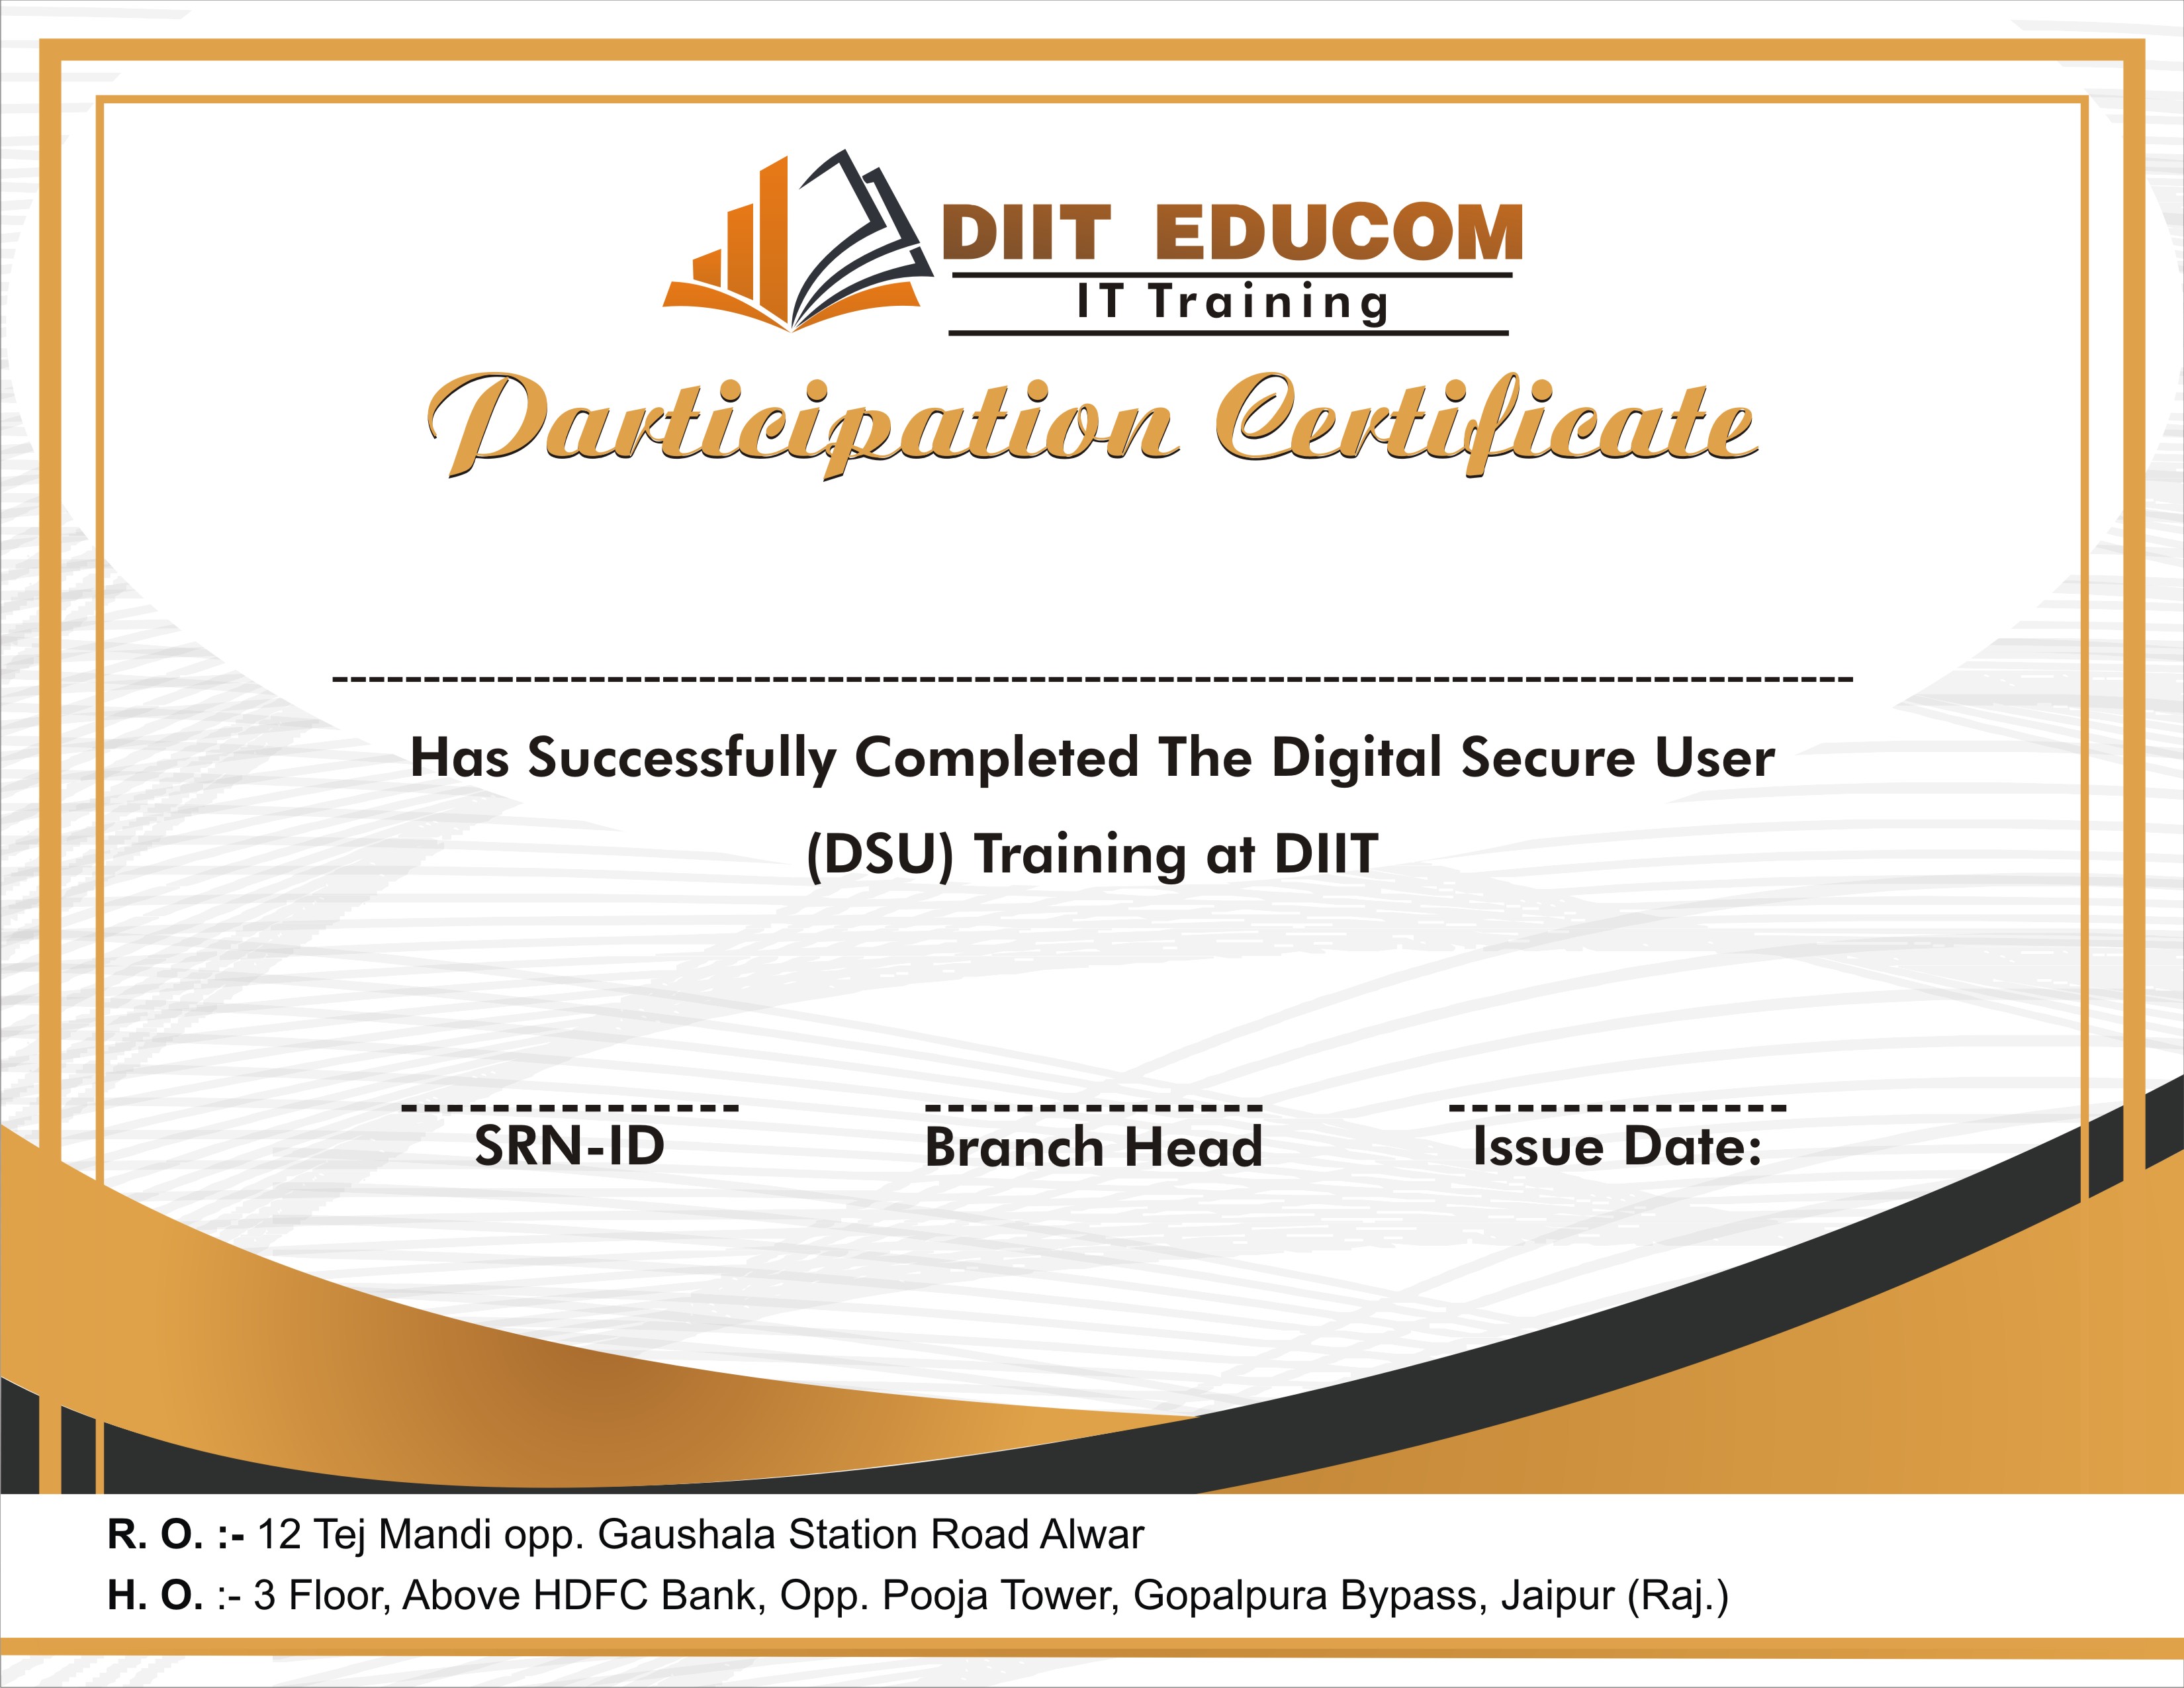 DIIT EDUCOM
IT Training
Participation Certificate
Has Successfully Completed The Digital Secure User
(DSU) Training at DIIT
SRN-ID
Branch Head
Issue Date:
R. O. :- 12 Tej Mandi opp. Gaushala Station Road Alwar
H. O. :- 3 Floor, Above HDFC Bank, Opp. Pooja Tower, Gopalpura Bypass, Jaipur (Raj.)